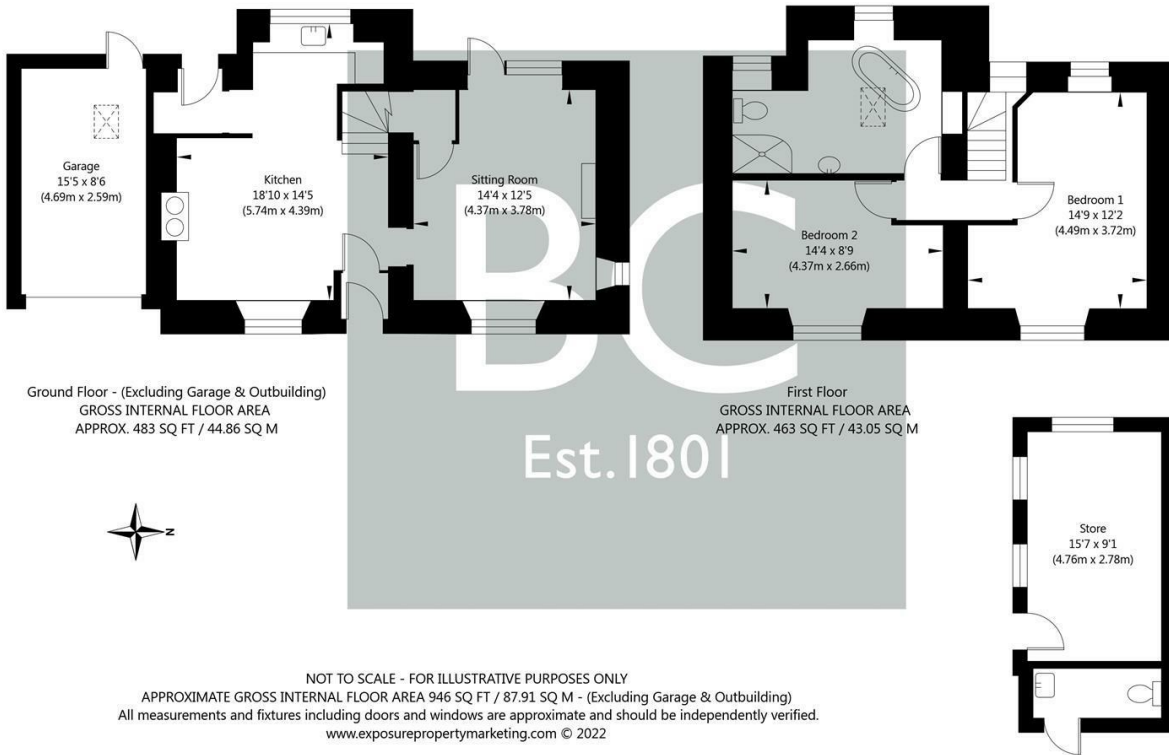 Garage
15'5 x 8'6
(4.69m x 2.59m)
Kitchen
18'10 x 14'5
(5.74m x 4.39m)
Sitting Room
14'4 x 12'5
(4.37m x 3.78m)
Bedroom 2
14'4 x 8'9
(4.37m x 2.66m)
Bedroom 1
14'9 x 12'2
(4.49m x 3.72m)
BC
Est.1801
Ground Floor - (Excluding Garage & Outbuilding)
GROSS INTERNAL FLOOR AREA
APPROX. 483 SQ FT / 44.86 SQ M
First Floor
GROSS INTERNAL FLOOR AREA
APPROX. 463 SQ FT / 43.05 SQ M
N
Store
15'7 x 9'1
(4.76m x 2.78m)
NOT TO SCALE - FOR ILLUSTRATIVE PURPOSES ONLY
APPROXIMATE GROSS INTERNAL FLOOR AREA 946 SQ FT / 87.91 SQ M - (Excluding Garage & Outbuilding)
All measurements and fixtures including doors and windows are approximate and should be independently verified.
www.exposurepropertymarketing.com © 2022